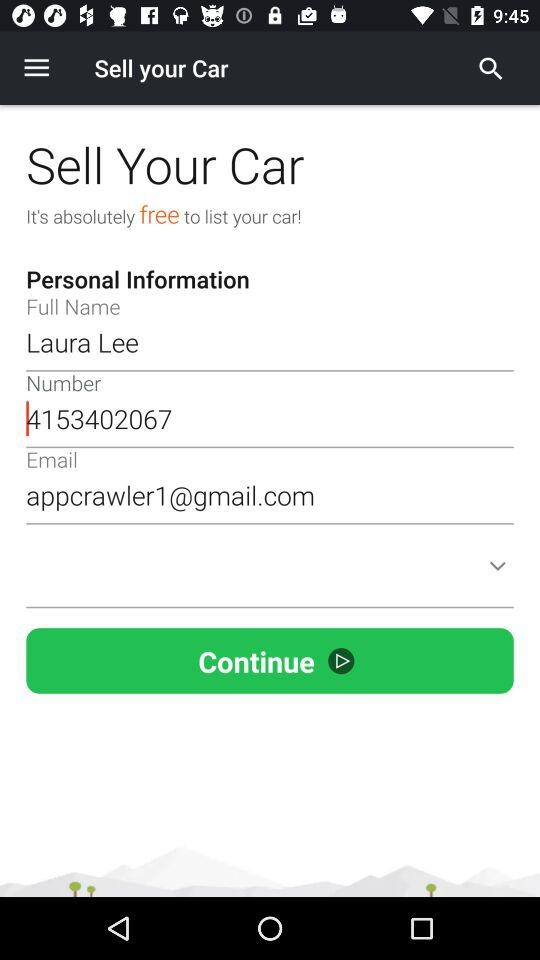 9:45
Sell your Car
Sell Your Car
It's absolutely free to list your car!
Personal Information
Full Name
Laura Lee
Number
4153402067
Email
appcrawler1@gmail.com
Continue